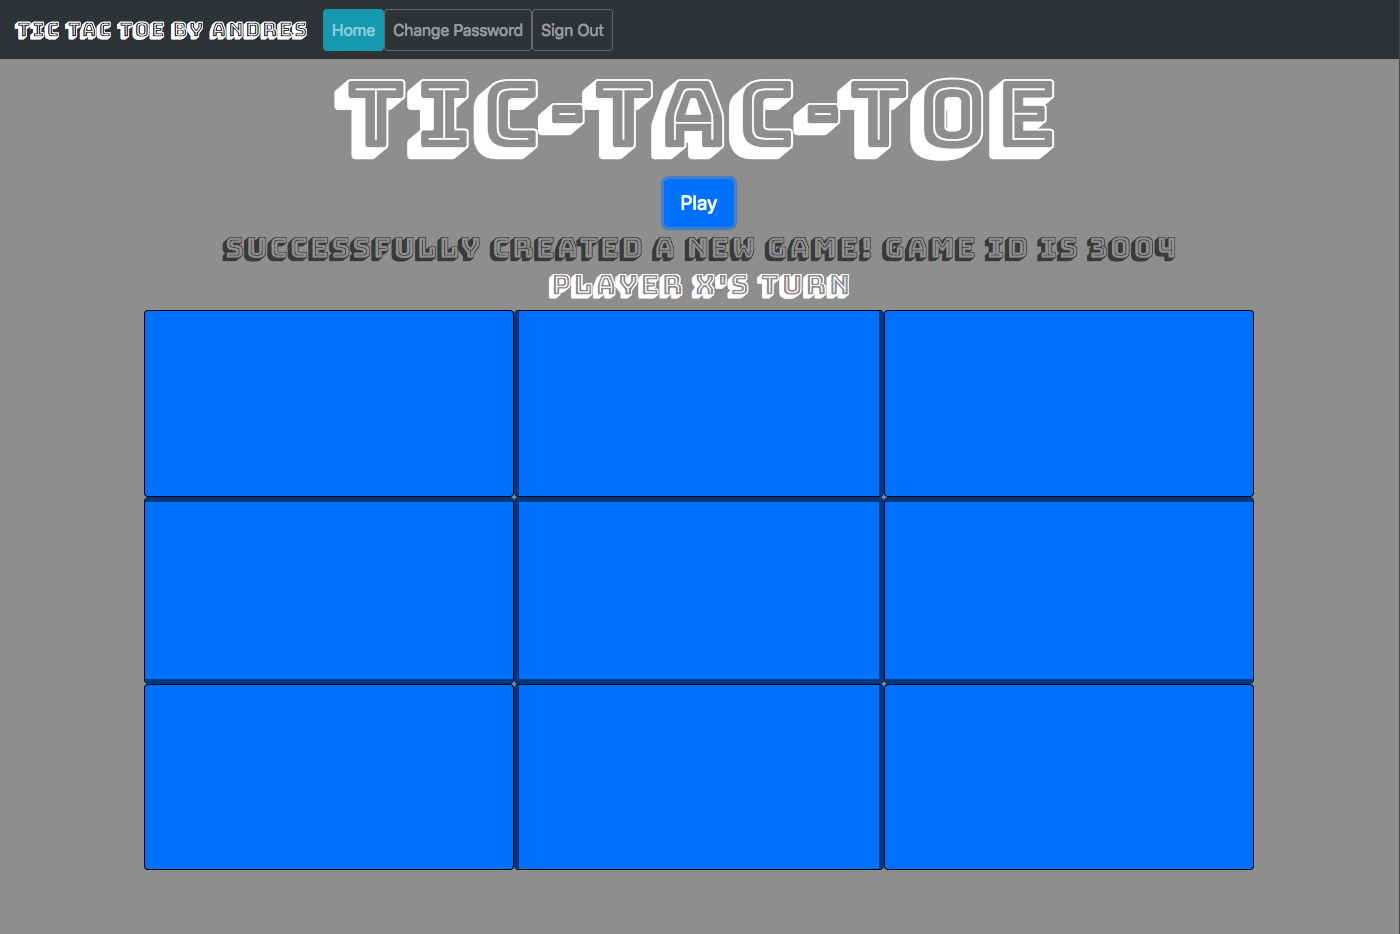 TIC TAC TOE BY ANDRES
Home Change Password Sign Out
TIC-TAC-TOE
Play
SUCCESSFULLY CREATED A NEW GAME! GAME ID IS 3004
PLAYER X'S TURN